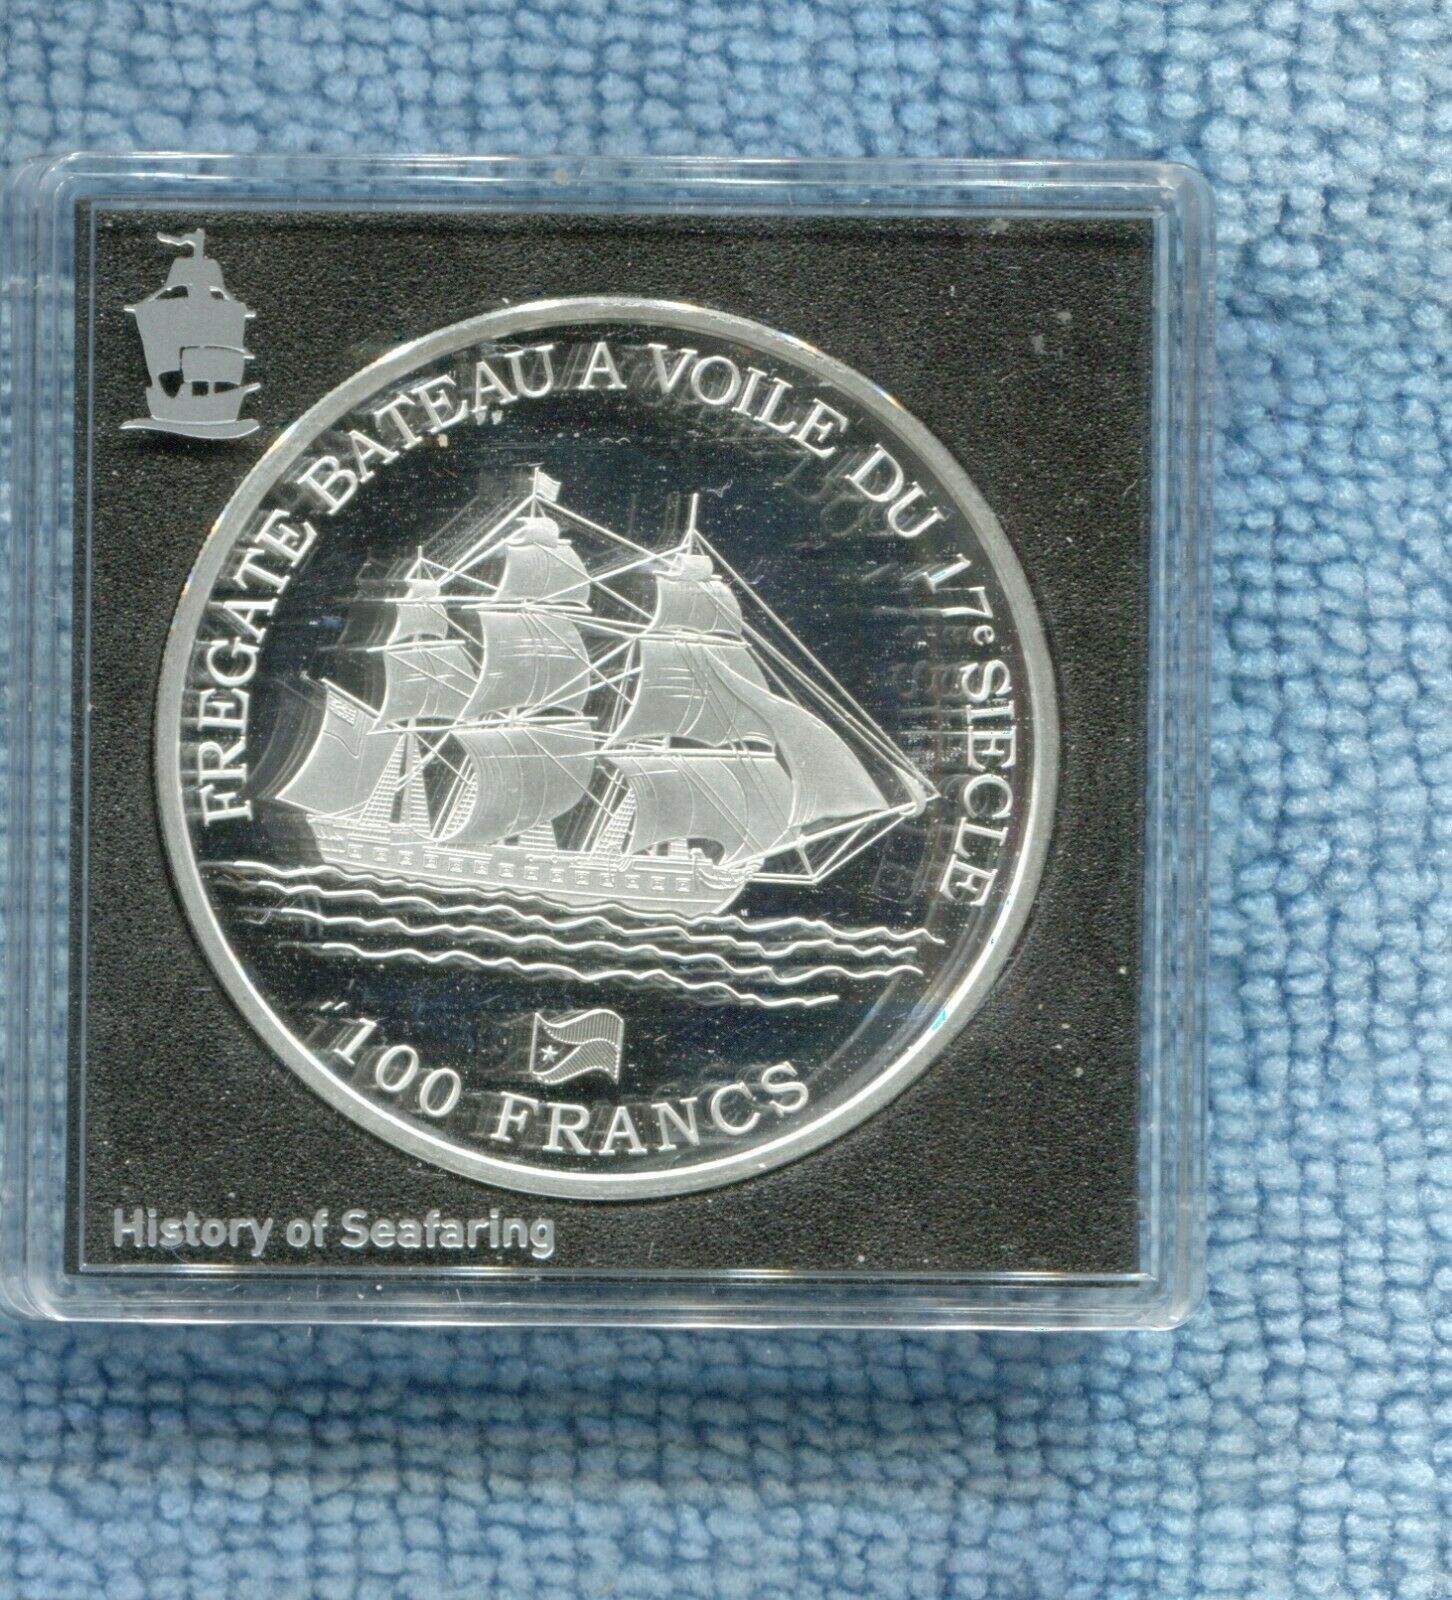 FREGATE BATEAU A VOILE DU 17e SIECLE
100 FRANCS
History of Seafaring